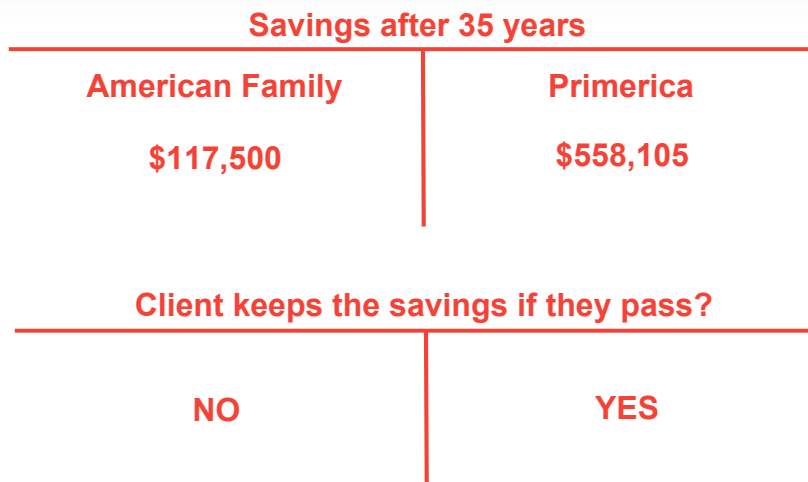 Savings after 35 years
American Family
Primerica
$117,500
$558,105
Client keeps the savings if they pass?
NO
YES